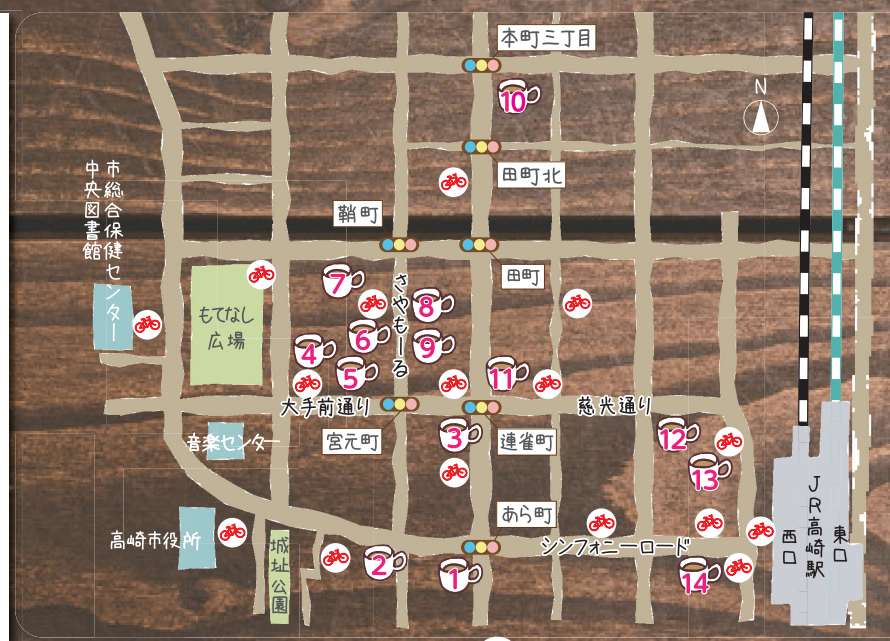 本町三丁目
10
N
田町北
市総合保健センター
中央図書館
鞘町
田町
7
さやもーる
8
もてなし
広場
6
4
9
5
11
大手前通り
慈光通り
音楽センター
宮元町
3
連雀町
12
13
JR高崎駅
西口
東口
高崎市役所
あら町
シンフォニーロード
城址公園
2
1
14